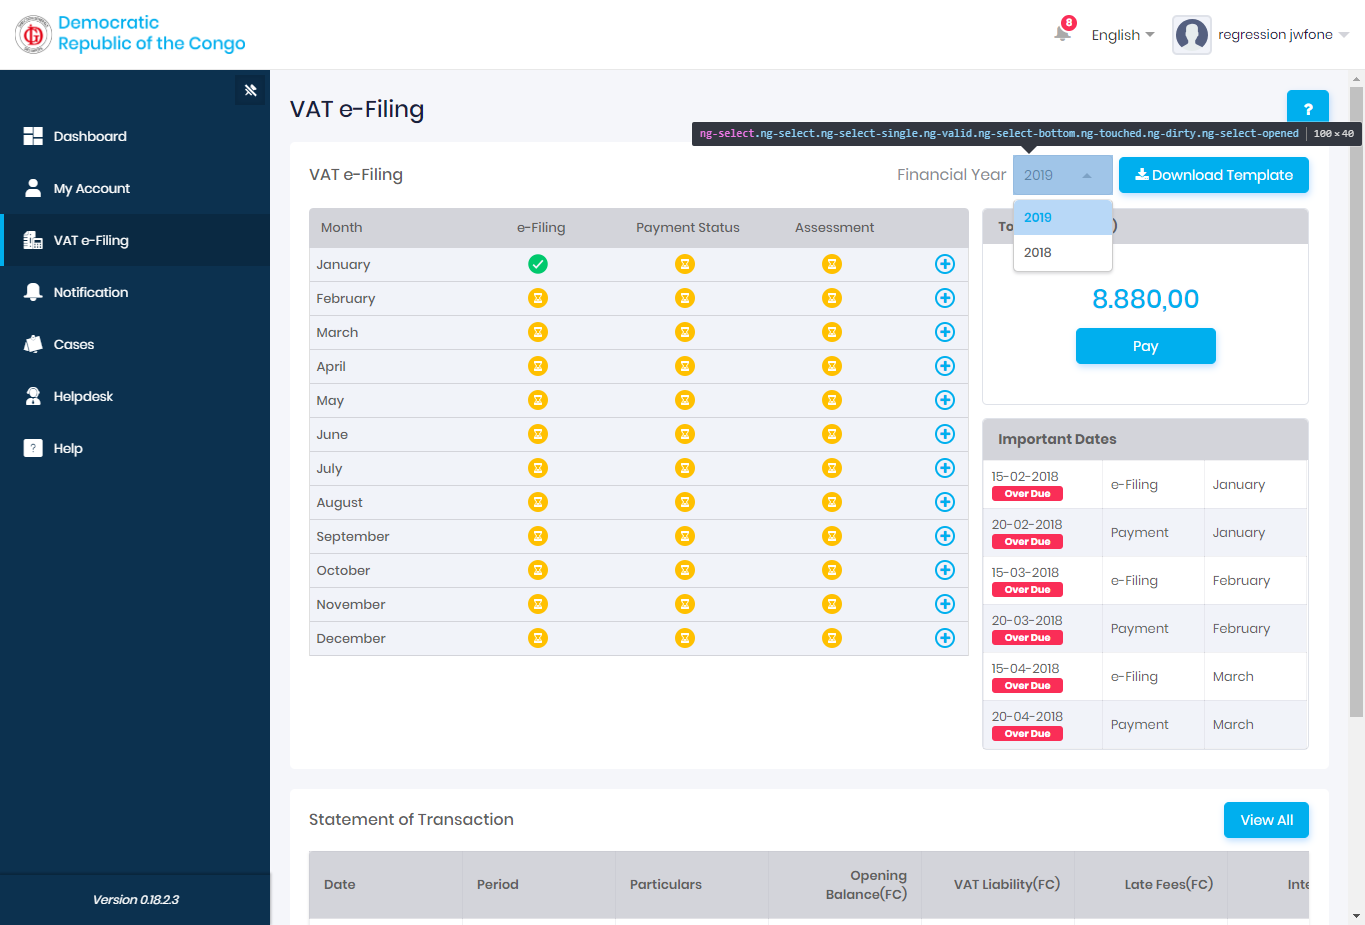 Democratic
Republic of the Congo
8
English
regression jwfone
Dashboard
My Account
VAT e-Filing
Notification
Cases
Helpdesk
? Help
Version 0.18.2.3
VAT e-Filing
?
ng-select.ng-select.ng-select-single.ng-valid.ng-select-bottom.ng-touched.ng-dirty.ng-select-opened 100×40
VAT e-Filing
Financial Year 2019 Download Template
2019
2018
Month e-Filing Payment Status Assessment
January
February
March
April
May
June
July
August
September
October
November
December
To )
8.880,00
Pay
Important Dates
15-02-2018 Over Due e-Filing January
20-02-2018 Over Due Payment January
15-03-2018 Over Due e-Filing February
20-03-2018 Over Due Payment February
15-04-2018 Over Due e-Filing March
20-04-2018 Over Due Payment March
Statement of Transaction
View All
Date Period Particulars Opening Balance(FC) VAT Liability(FC) Late Fees(FC) Inte